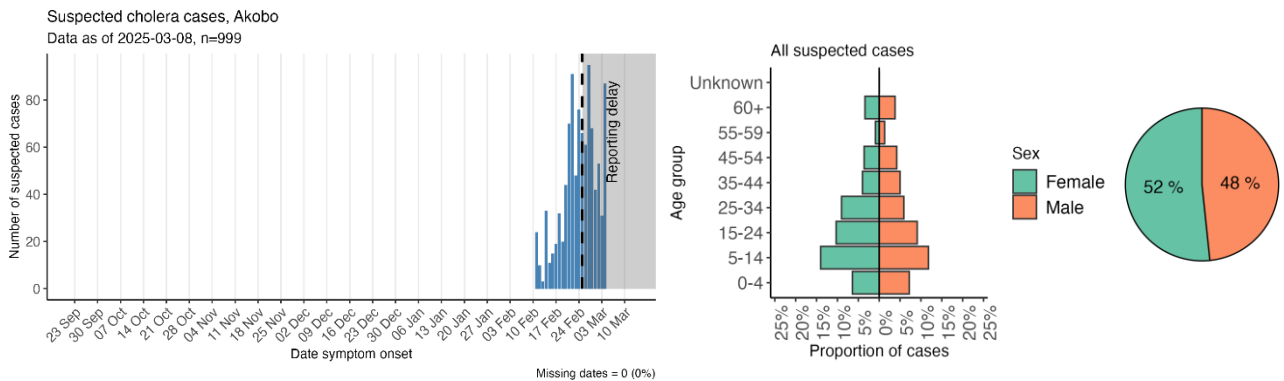 Suspected cholera cases, Akobo
Data as of 2025-03-08, n=999
Number of suspected cases
80
60
40
20
0
Reporting delay
23 Sep
30 Sep
07 Oct
14 Oct
21 Oct
28 Oct
04 Nov
11 Nov
18 Nov
25 Nov
02 Dec
09 Dec
16 Dec
23 Dec
30 Dec
06 Jan
13 Jan
20 Jan
27 Jan
03 Feb
10 Feb
17 Feb
24 Feb
03 Mar
10 Mar
Date symptom onset
Missing dates = 0 (0%)
All suspected cases
Age group
Unknown
60+
55-59
45-54
35-44
25-34
15-24
5-14
0-4
25%
20%
15%
10%
5%
0%
5%
10%
15%
20%
25%
Proportion of cases
Sex
Female
Male
52 %
48 %